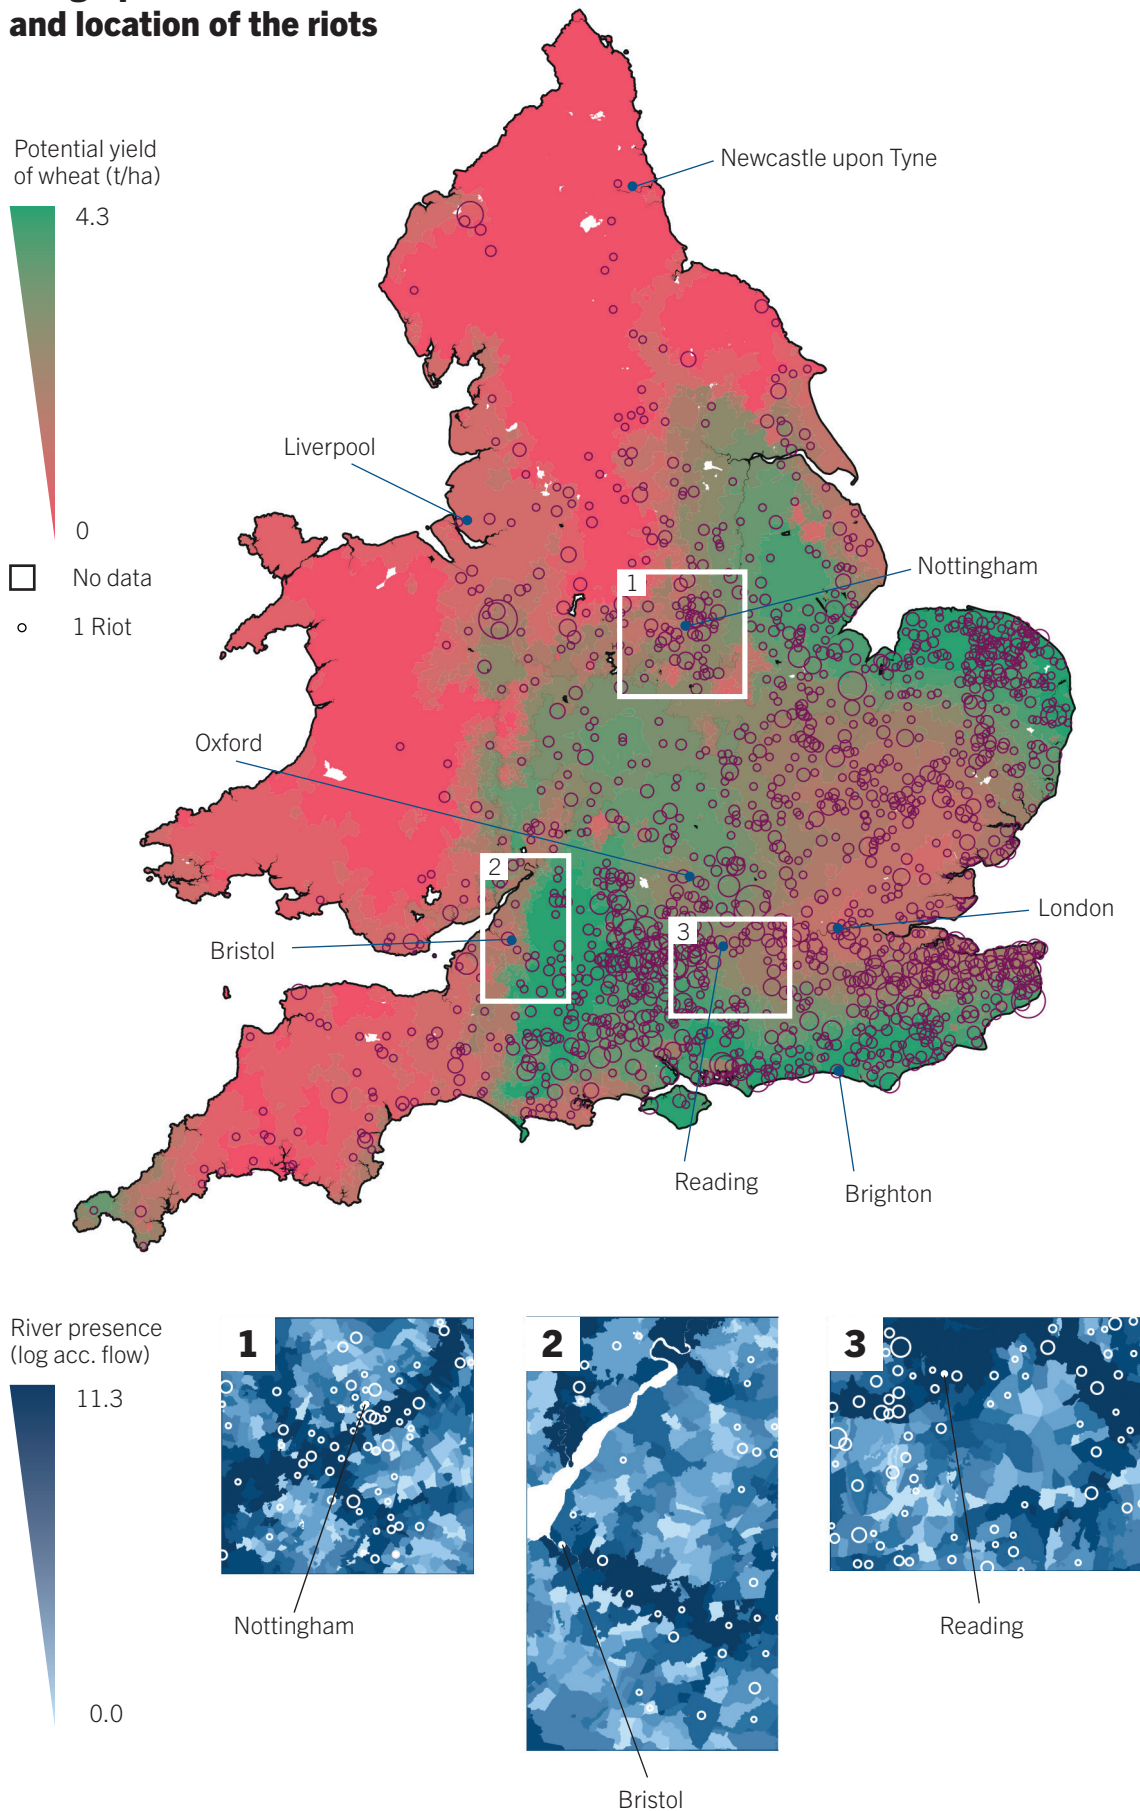 and location of the riots
Potential yield
of wheat (t/ha)
4.3
0
No data
1 Riot
Newcastle upon Tyne
Liverpool
Nottingham
1
Oxford
2
Bristol
3
London
Reading
Brighton
River presence
(log acc. flow)
11.3
0.0
1
2
3
Nottingham
Reading
Bristol